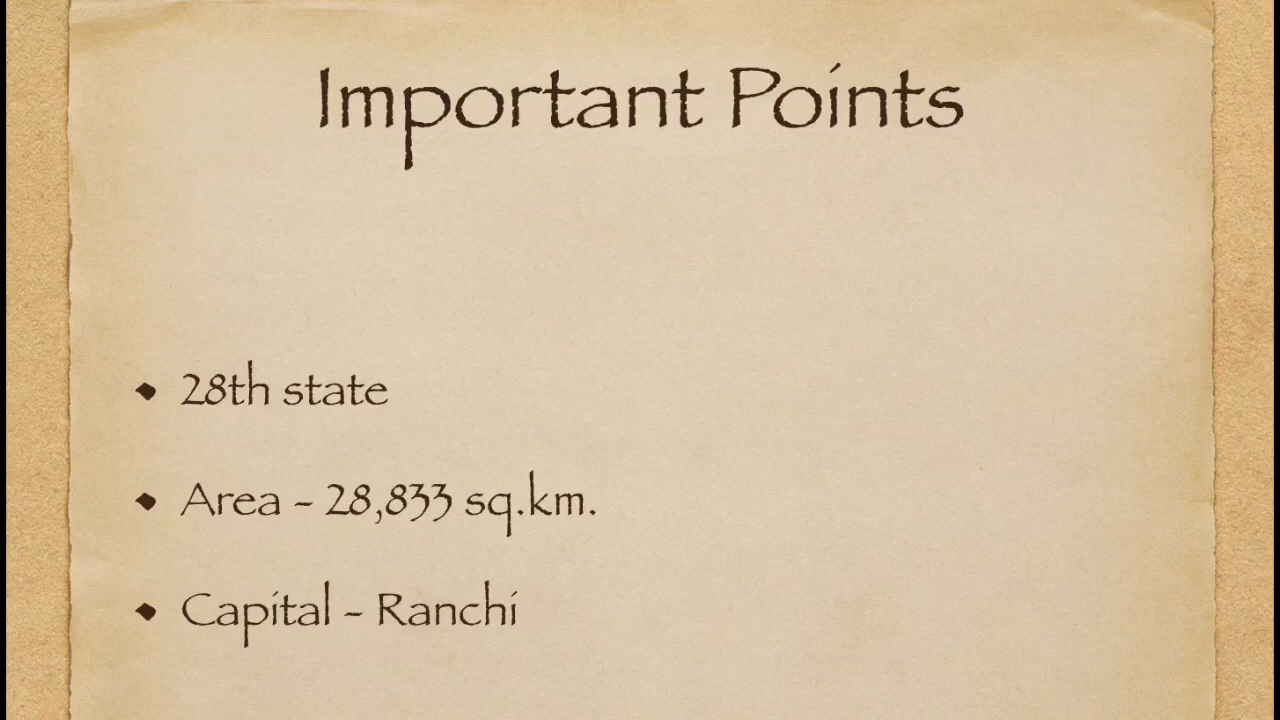 Important Points
• 28th state
• Area - 28,833 sq.km.
• Capital - Ranchi